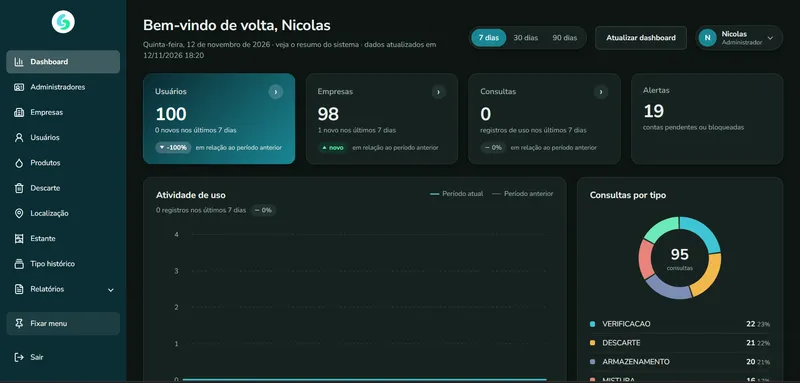 Dashboard
Administradores
Empresas
Usuários
Produtos
Descarte
Localização
Estante
Tipo histórico
Relatórios
Fixar menu
Sair
Bem-vindo de volta, Nicolas
Quinta-feira, 12 de novembro de 2026 · veja o resumo do sistema · dados atualizados em
12/11/2026 18:20
7 dias 30 dias 90 dias
Atualizar dashboard
N
Nicolas
Administrador
Usuários
100
0 novos nos últimos 7 dias
-100% em relação ao período anterior
Empresas
98
1 novo nos últimos 7 dias
novo em relação ao período anterior
Consultas
0
registros de uso nos últimos 7 dias
— 0% em relação ao período anterior
Alertas
19
contas pendentes ou bloqueadas
Atividade de uso
0 registros nos últimos 7 dias — 0%
Período atual Período anterior
4
3
2
1
0
Consultas por tipo
95
consultas
VERIFICACAO 22 23%
DESCARTE 21 22%
ARMAZENAMENTO 20 21%
MISTURA 16 17%